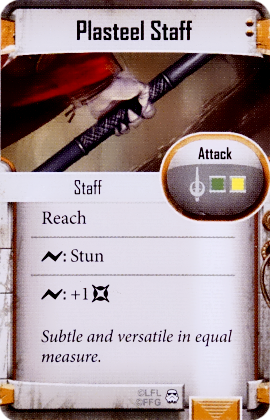 Plasteel Staff
Attack
Staff
Reach
: Stun
: +1
Subtle and versatile in equal
measure.
©LFL
©FFG